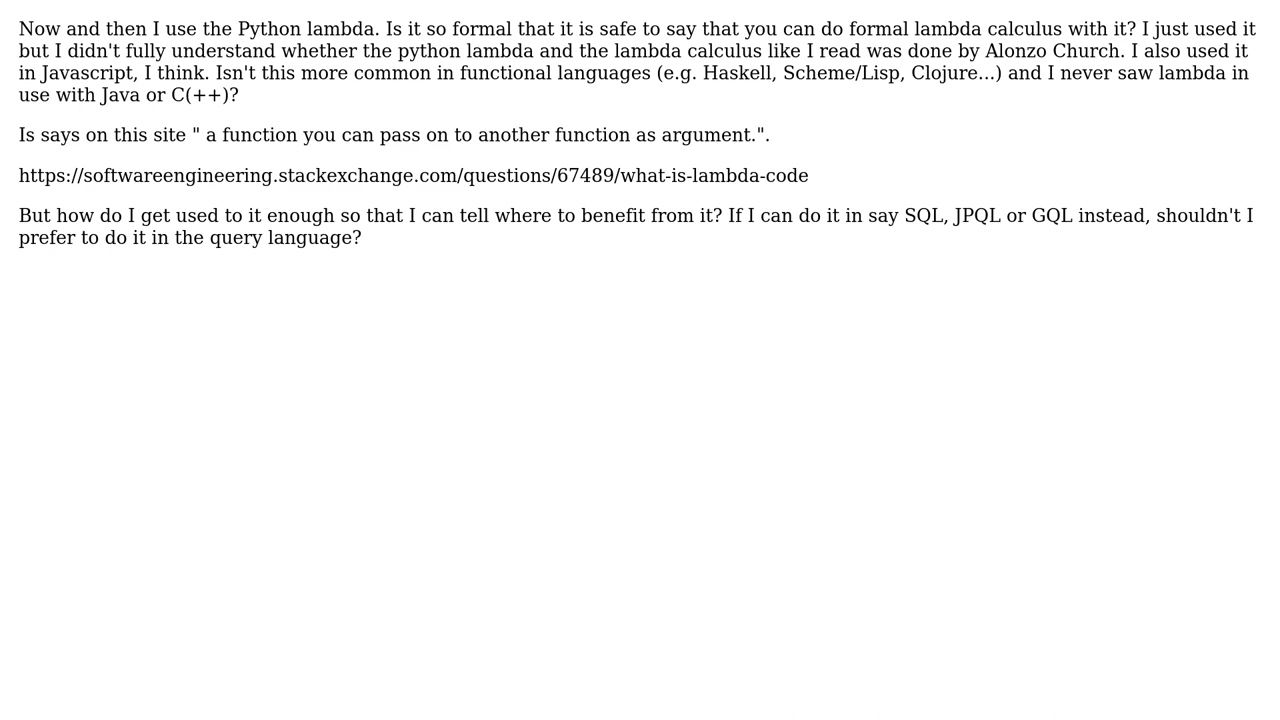 Now and then I use the Python lambda. Is it so formal that it is safe to say that you can do formal lambda calculus with it? I just used it
but I didn't fully understand whether the python lambda and the lambda calculus like I read was done by Alonzo Church. I also used it
in Javascript, I think. Isn't this more common in functional languages (e.g. Haskell, Scheme/Lisp, Clojure...) and I never saw lambda in
use with Java or C(++)?
Is says on this site " a function you can pass on to another function as argument.".
https://softwareengineering.stackexchange.com/questions/67489/what-is-lambda-code
But how do I get used to it enough so that I can tell where to benefit from it? If I can do it in say SQL, JPQL or GQL instead, shouldn't I
prefer to do it in the query language?